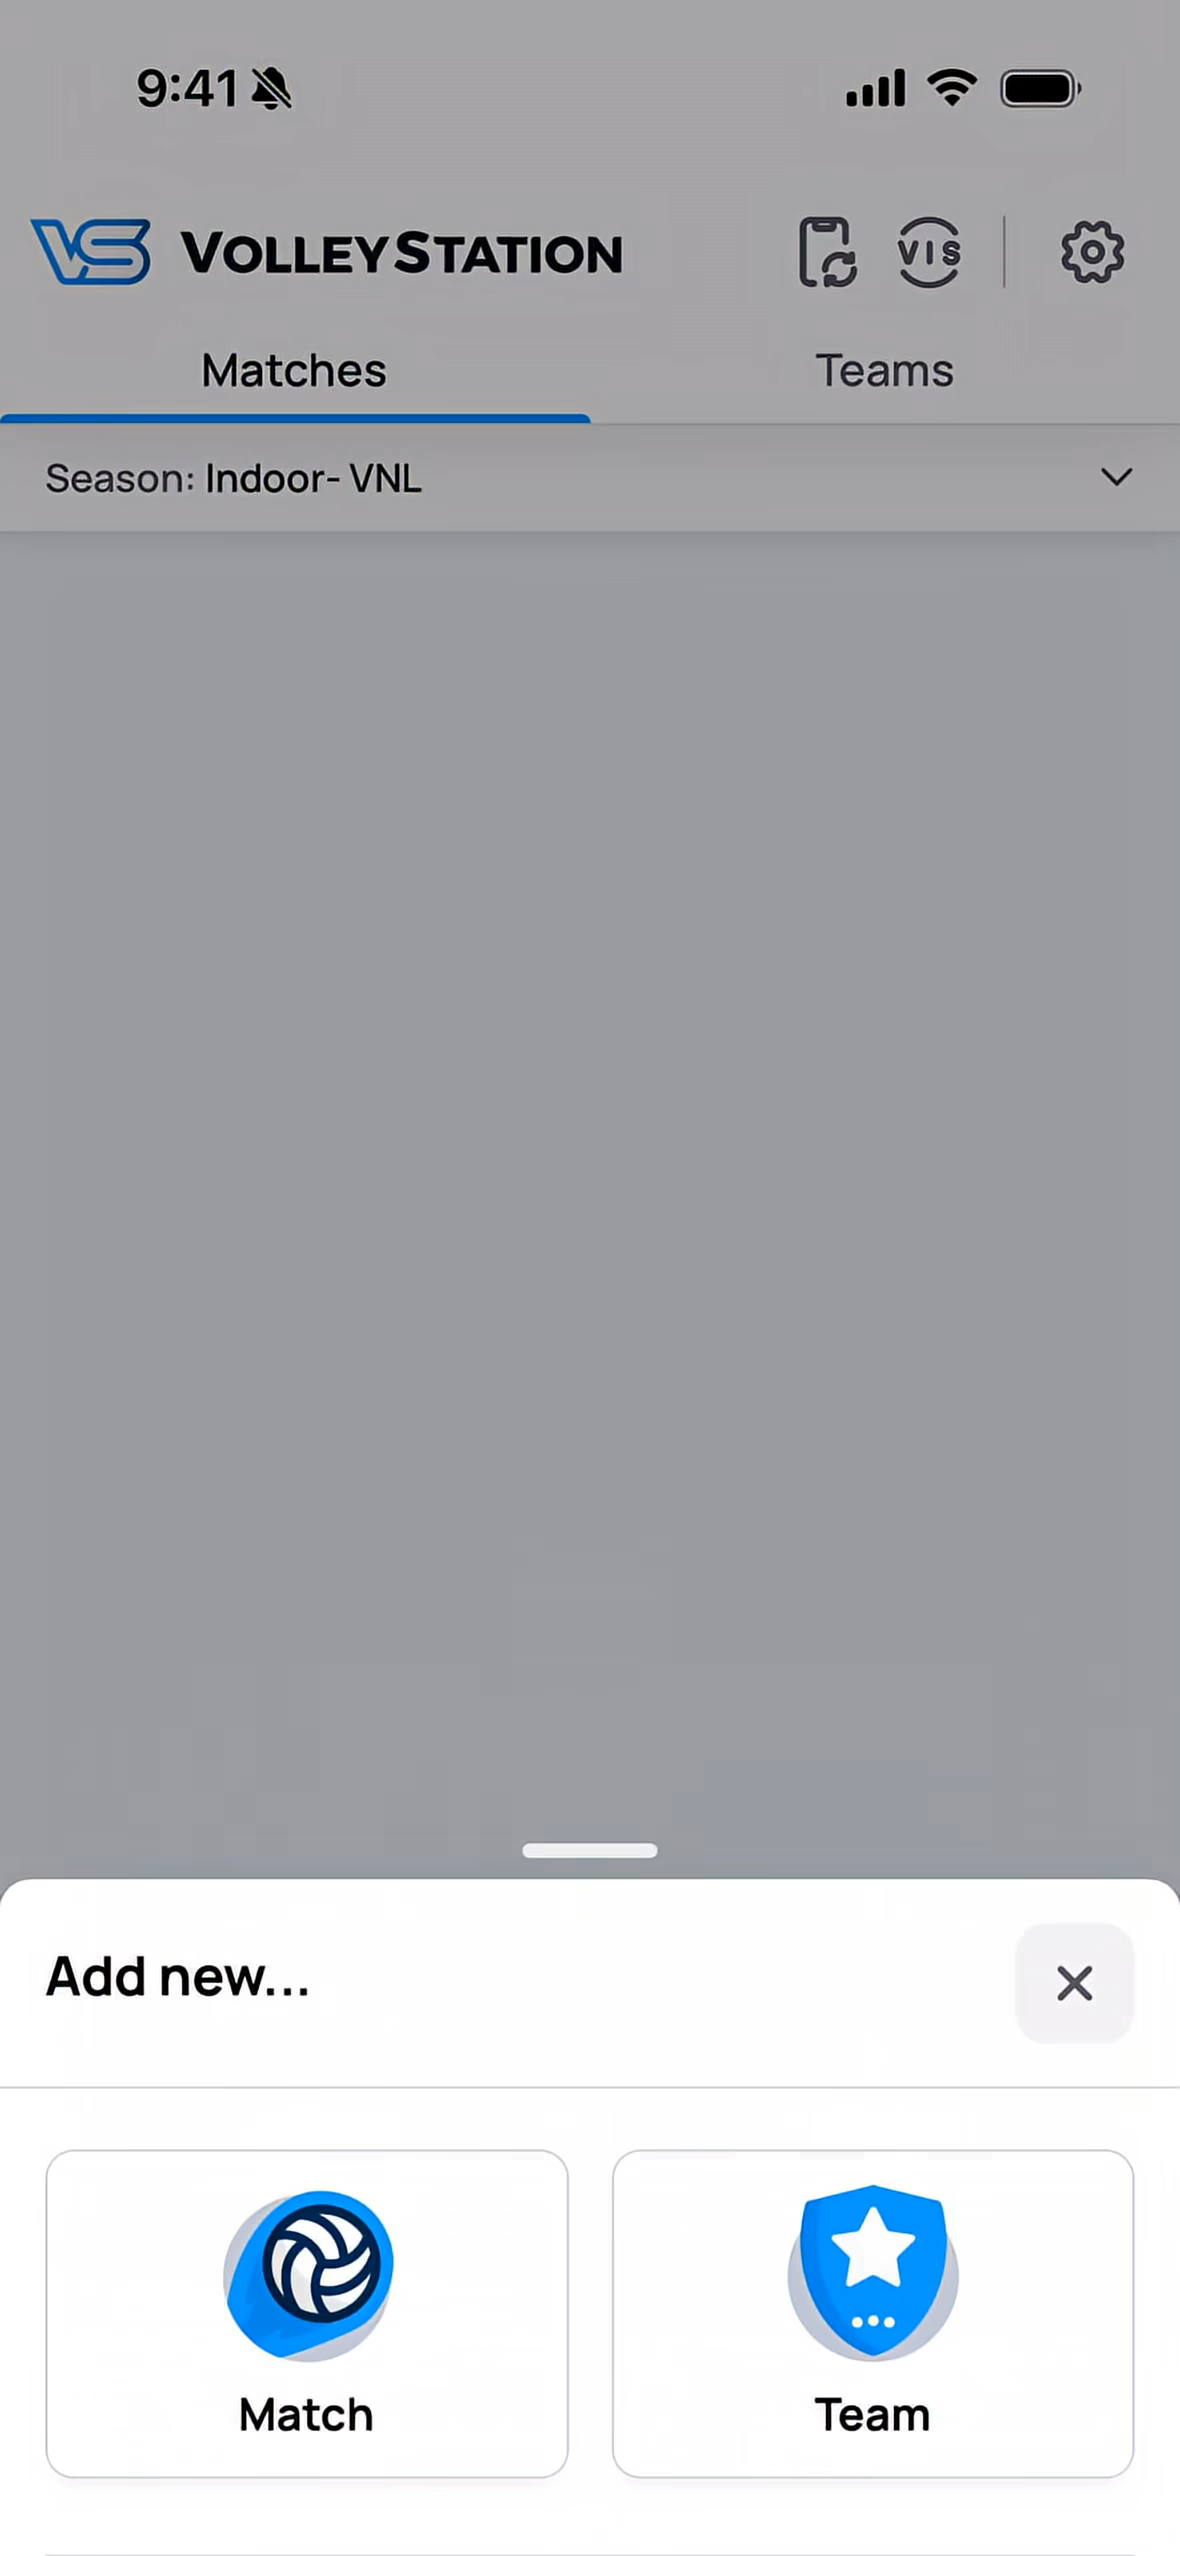 9:41
VS VOLLEYSTATION VIS
Matches Teams
Season: Indoor- VNL
Add new...
Match Team